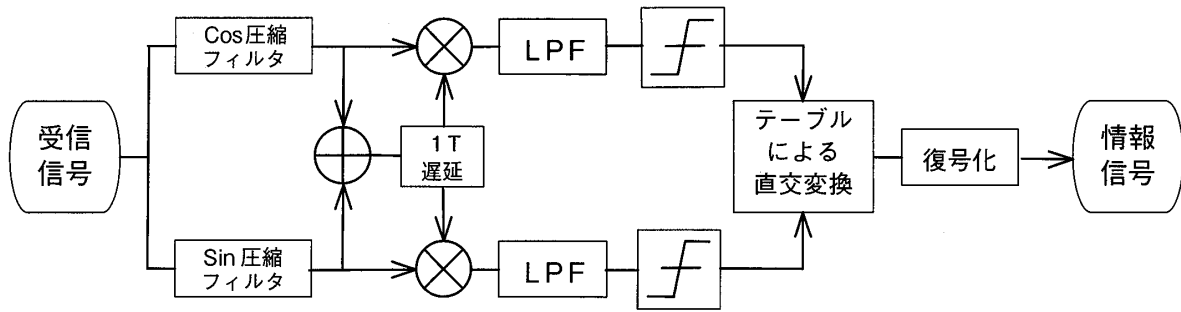 受信
信号
Cos圧縮
フィルタ
Sin圧縮
フィルタ
1T
遅延
LPF
LPF
テーブル
による
直交変換
復号化
情報
信号